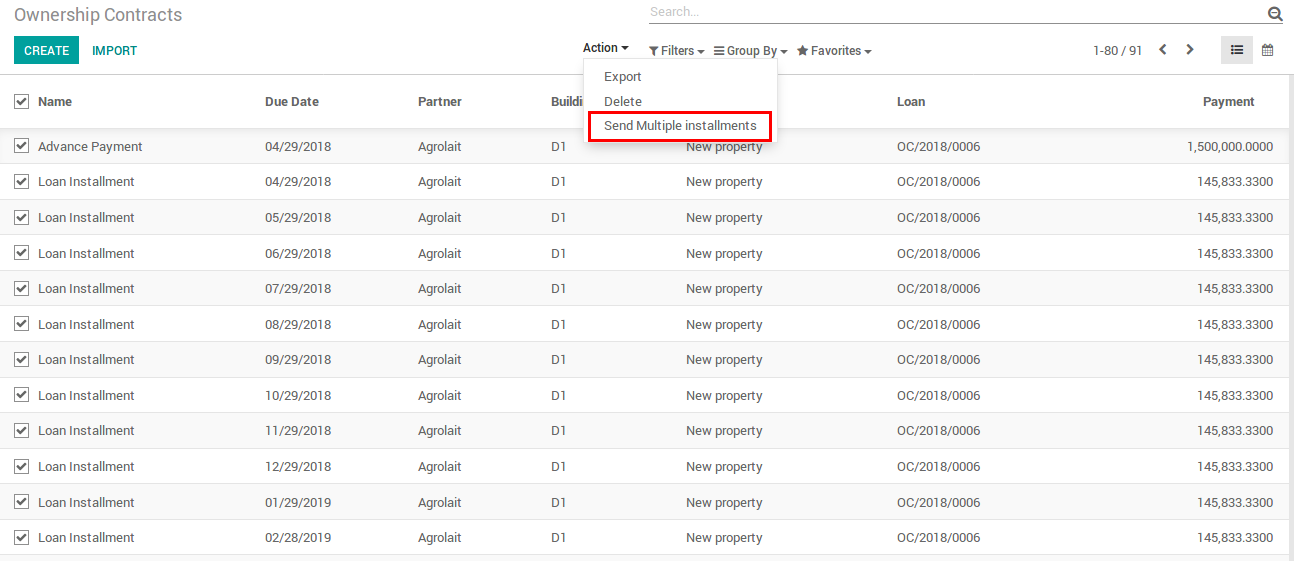 Ownership Contracts Search...
CREATE IMPORT Action Filters Group By Favorites 1-80 / 91
Export
Delete
Send Multiple installments
Name Due Date Partner Loan Payment
Advance Payment 04/29/2018 Agrolait D1 New property OC/2018/0006 1,500,000.0000
Loan Installment 04/29/2018 Agrolait D1 New property OC/2018/0006 145,833.3300
Loan Installment 05/29/2018 Agrolait D1 New property OC/2018/0006 145,833.3300
Loan Installment 06/29/2018 Agrolait D1 New property OC/2018/0006 145,833.3300
Loan Installment 07/29/2018 Agrolait D1 New property OC/2018/0006 145,833.3300
Loan Installment 08/29/2018 Agrolait D1 New property OC/2018/0006 145,833.3300
Loan Installment 09/29/2018 Agrolait D1 New property OC/2018/0006 145,833.3300
Loan Installment 10/29/2018 Agrolait D1 New property OC/2018/0006 145,833.3300
Loan Installment 11/29/2018 Agrolait D1 New property OC/2018/0006 145,833.3300
Loan Installment 12/29/2018 Agrolait D1 New property OC/2018/0006 145,833.3300
Loan Installment 01/29/2019 Agrolait D1 New property OC/2018/0006 145,833.3300
Loan Installment 02/28/2019 Agrolait D1 New property OC/2018/0006 145,833.3300